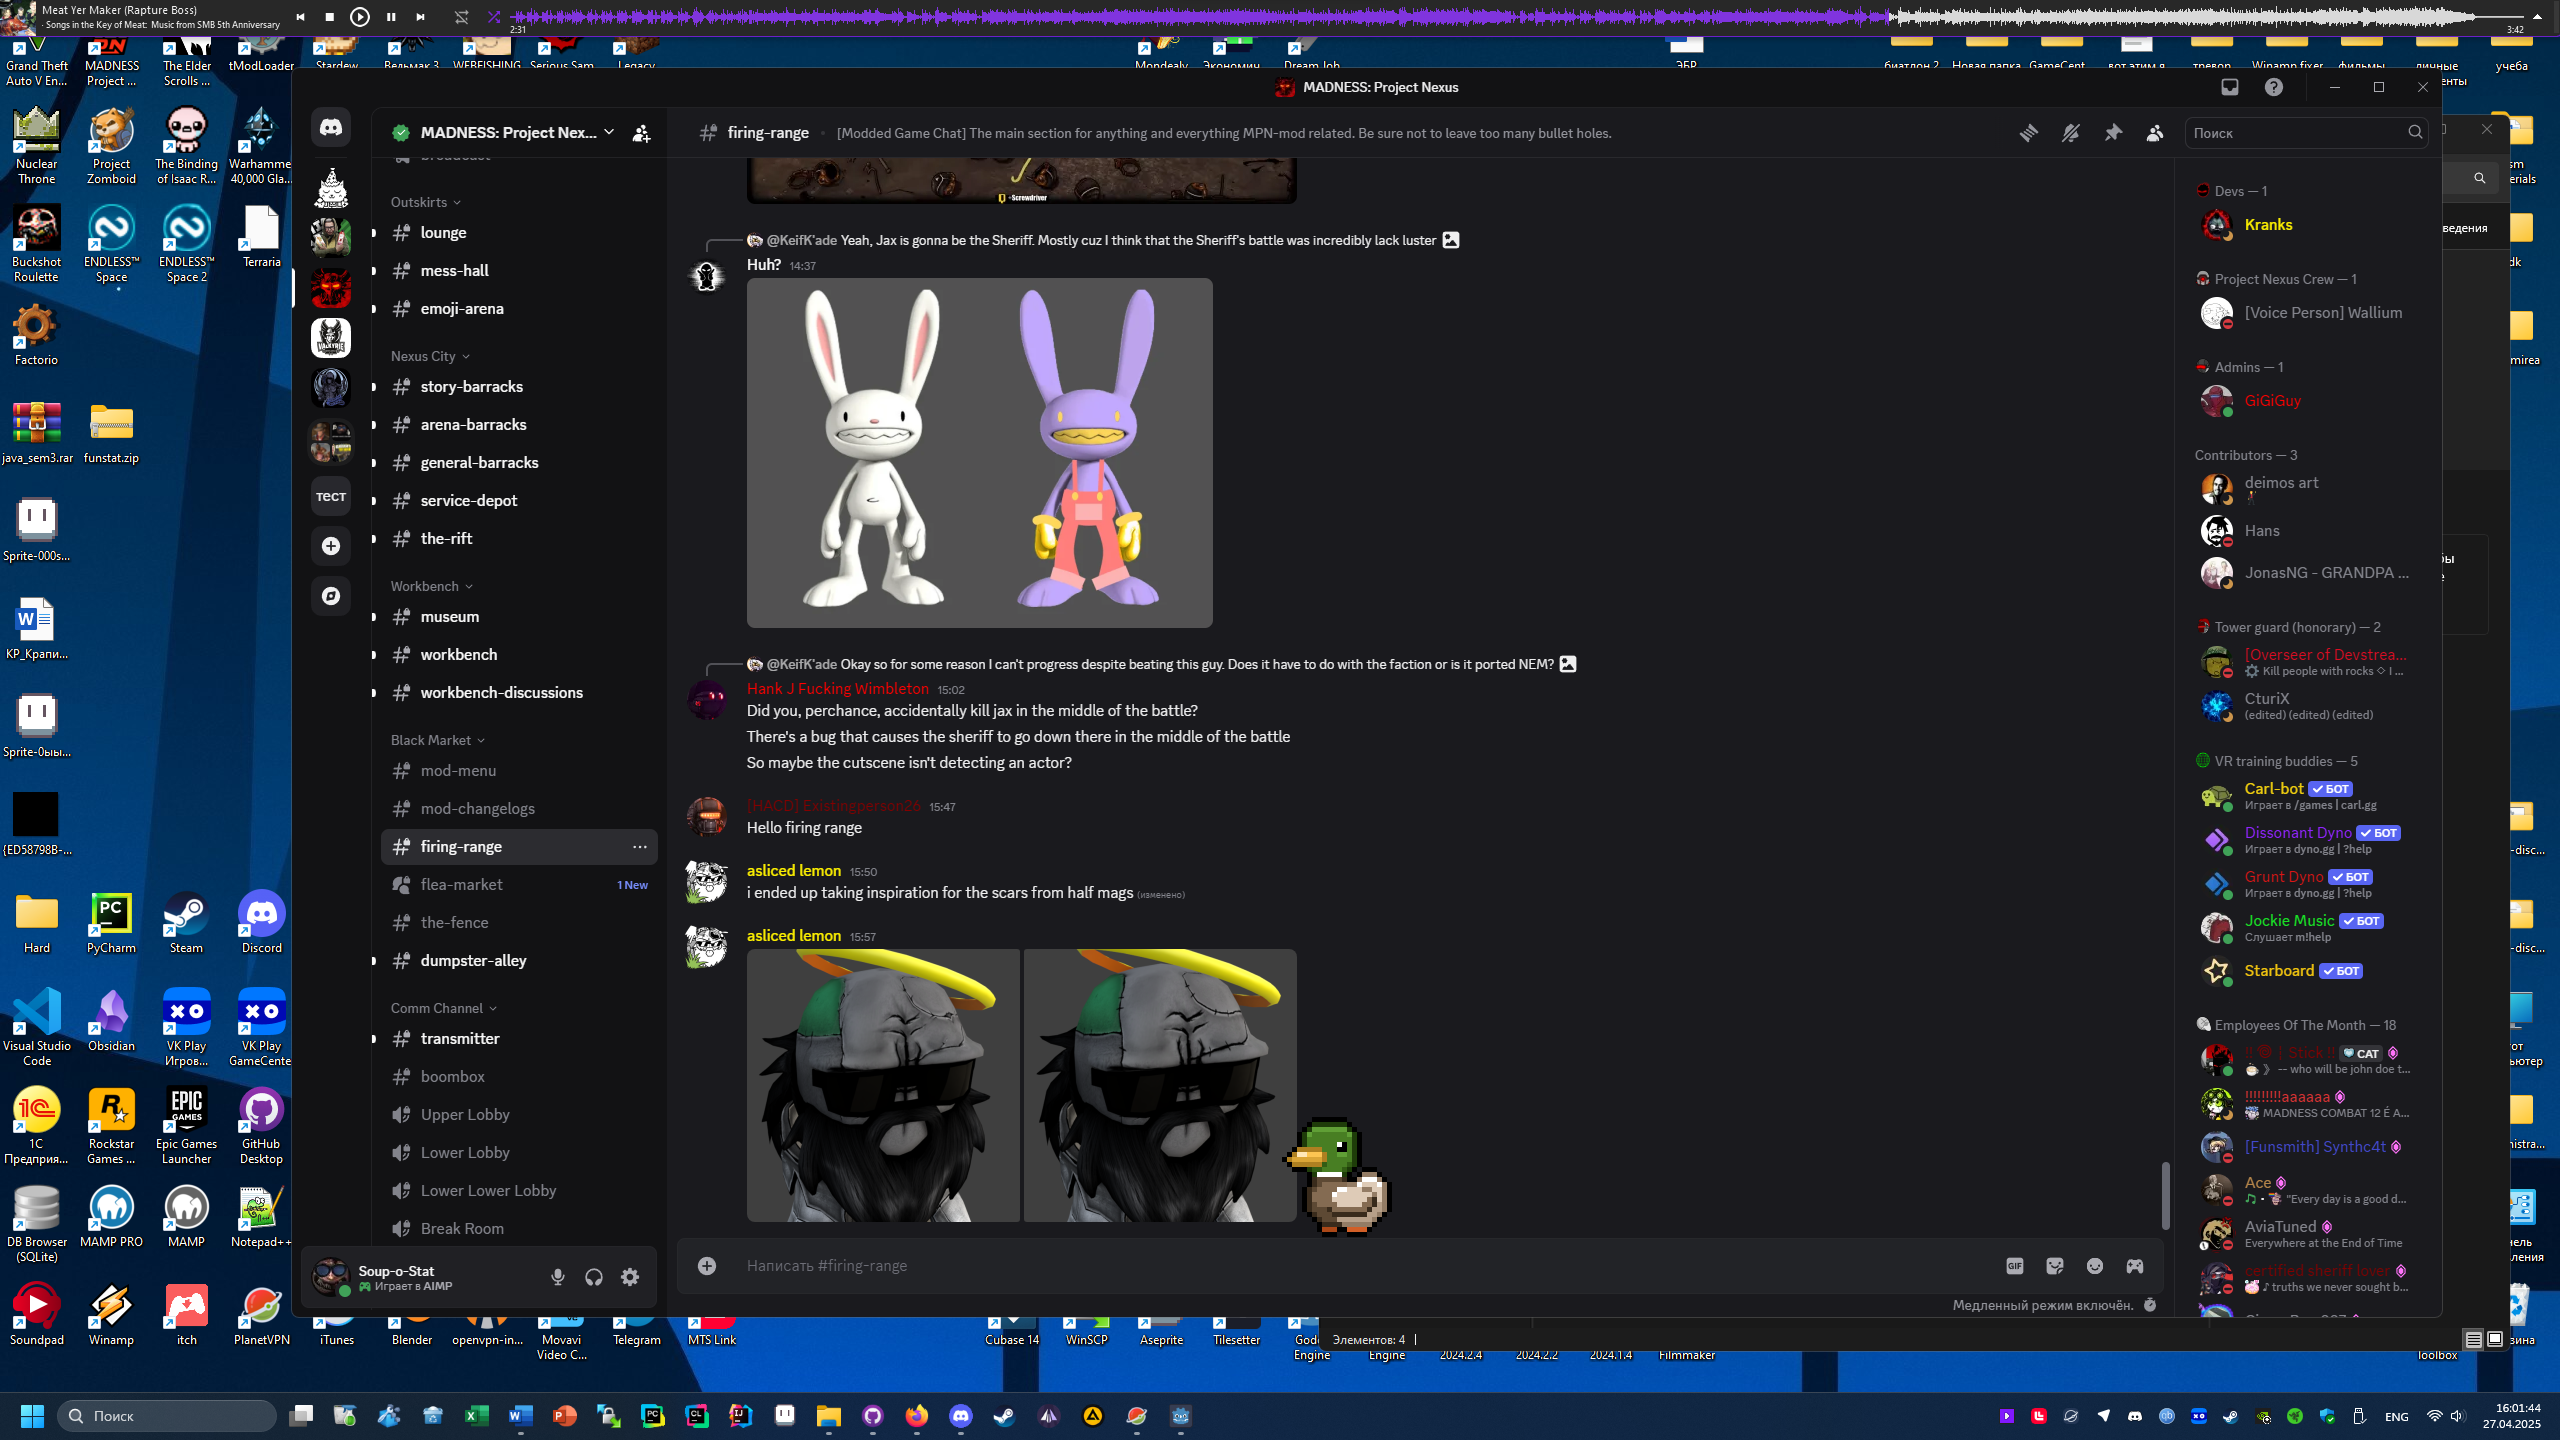 Meat Yer Maker (Rapture Boss)
- Songs in the Key of Meat: Music from SMB 5th Anniversary
2:31
3:42
Grand Theft Auto V En...
MADNESS Project ...
The Elder Scrolls ...
tModLoader
Stardew
Ведьмак 3
WEBFISHING
Serious Sam
Legacy
Mondealy
Экономич
Dream Job
ЭБР
биатлон 2
Новая папка
GameCent
вот этим я
тревор
Winamp fixer
фильмы
личные
енты
учеба
MADNESS: Project Nexus
Nuclear Throne
Project Zomboid
The Binding of Isaac R...
Warhamme 40,000 Gla...
Buckshot Roulette
ENDLESS™ Space
ENDLESS™ Space 2
Terraria
Factorio
java_sem3.rar
funstat.zip
Sprite-000s...
КР_Крапи...
Sprite-0ыы...
{ED58798B-...
Hard
PyCharm
Steam
Discord
Visual Studio Code
Obsidian
VK Play Игров...
VK Play GameCente
1С Предприя...
Rockstar Games ...
Epic Games Launcher
GitHub Desktop
DB Browser (SQLite)
MAMP PRO
MAMP
Notepad++
Soundpad
Winamp
itch
PlanetVPN
iTunes
Blender
openvpn-in...
Movavi Video C...
Telegram
MTS Link
Cubase 14
WinSCP
Aseprite
Tilesetter
Engine
Engine
2024.2.4
2024.2.2
2024.1.4
Filmmaker
Toolbox
Элементов: 4
MADNESS: Project Nex...
broadcast
Outskirts
lounge
mess-hall
emoji-arena
Nexus City
story-barracks
arena-barracks
general-barracks
service-depot
the-rift
Workbench
museum
workbench
workbench-discussions
Black Market
mod-menu
mod-changelogs
firing-range
flea-market
1 New
the-fence
dumpster-alley
Comm Channel
transmitter
boombox
Upper Lobby
Lower Lobby
Lower Lower Lobby
Break Room
тест
Soup-o-Stat
Играет в AIMP
firing-range
[Modded Game Chat] The main section for anything and everything MPN-mod related. Be sure not to leave too many bullet holes.
Поиск
-Screwdriver
@KeifK'ade Yeah, Jax is gonna be the Sheriff. Mostly cuz I think that the Sheriff's battle was incredibly lack luster
Huh? 14:37
@KeifK'ade Okay so for some reason I can't progress despite beating this guy. Does it have to do with the faction or is it ported NEM?
Hank J Fucking Wimbleton 15:02
Did you, perchance, accidentally kill jax in the middle of the battle?
There's a bug that causes the sheriff to go down there in the middle of the battle
So maybe the cutscene isn't detecting an actor?
[HACD] Existingperson26 15:47
Hello firing range
asliced lemon 15:50
i ended up taking inspiration for the scars from half mags (изменено)
asliced lemon 15:57
Написать #firing-range
GIF
Медленный режим включён.
Devs — 1
Kranks
Project Nexus Crew — 1
[Voice Person] Wallium
Admins — 1
GiGiGuy
Contributors — 3
deimos art
Hans
JonasNG - GRANDPA ...
Tower guard (honorary) — 2
[Overseer of Devstrea...
Kill people with rocks ◇ I ...
CturiX
(edited) (edited) (edited)
VR training buddies — 5
Carl-bot БОТ
Играет в /games | carl.gg
Dissonant Dyno БОТ
Играет в dyno.gg | ?help
Grunt Dyno БОТ
Играет в dyno.gg | ?help
Jockie Music БОТ
Слушает m!help
Starboard БОТ
Employees Of The Month — 18
Stick !! CAT
-- who will be john doe t...
!!!!!!!!!aaaaaa
MADNESS COMBAT 12 É A...
[Funsmith] Synthc4t
Ace
"Every day is a good d...
AviaTuned
Everywhere at the End of Time
certified sheriff lover
truths we never sought b...
ведения
mirea
Поиск
ENG
16:01:44
27.04.2025